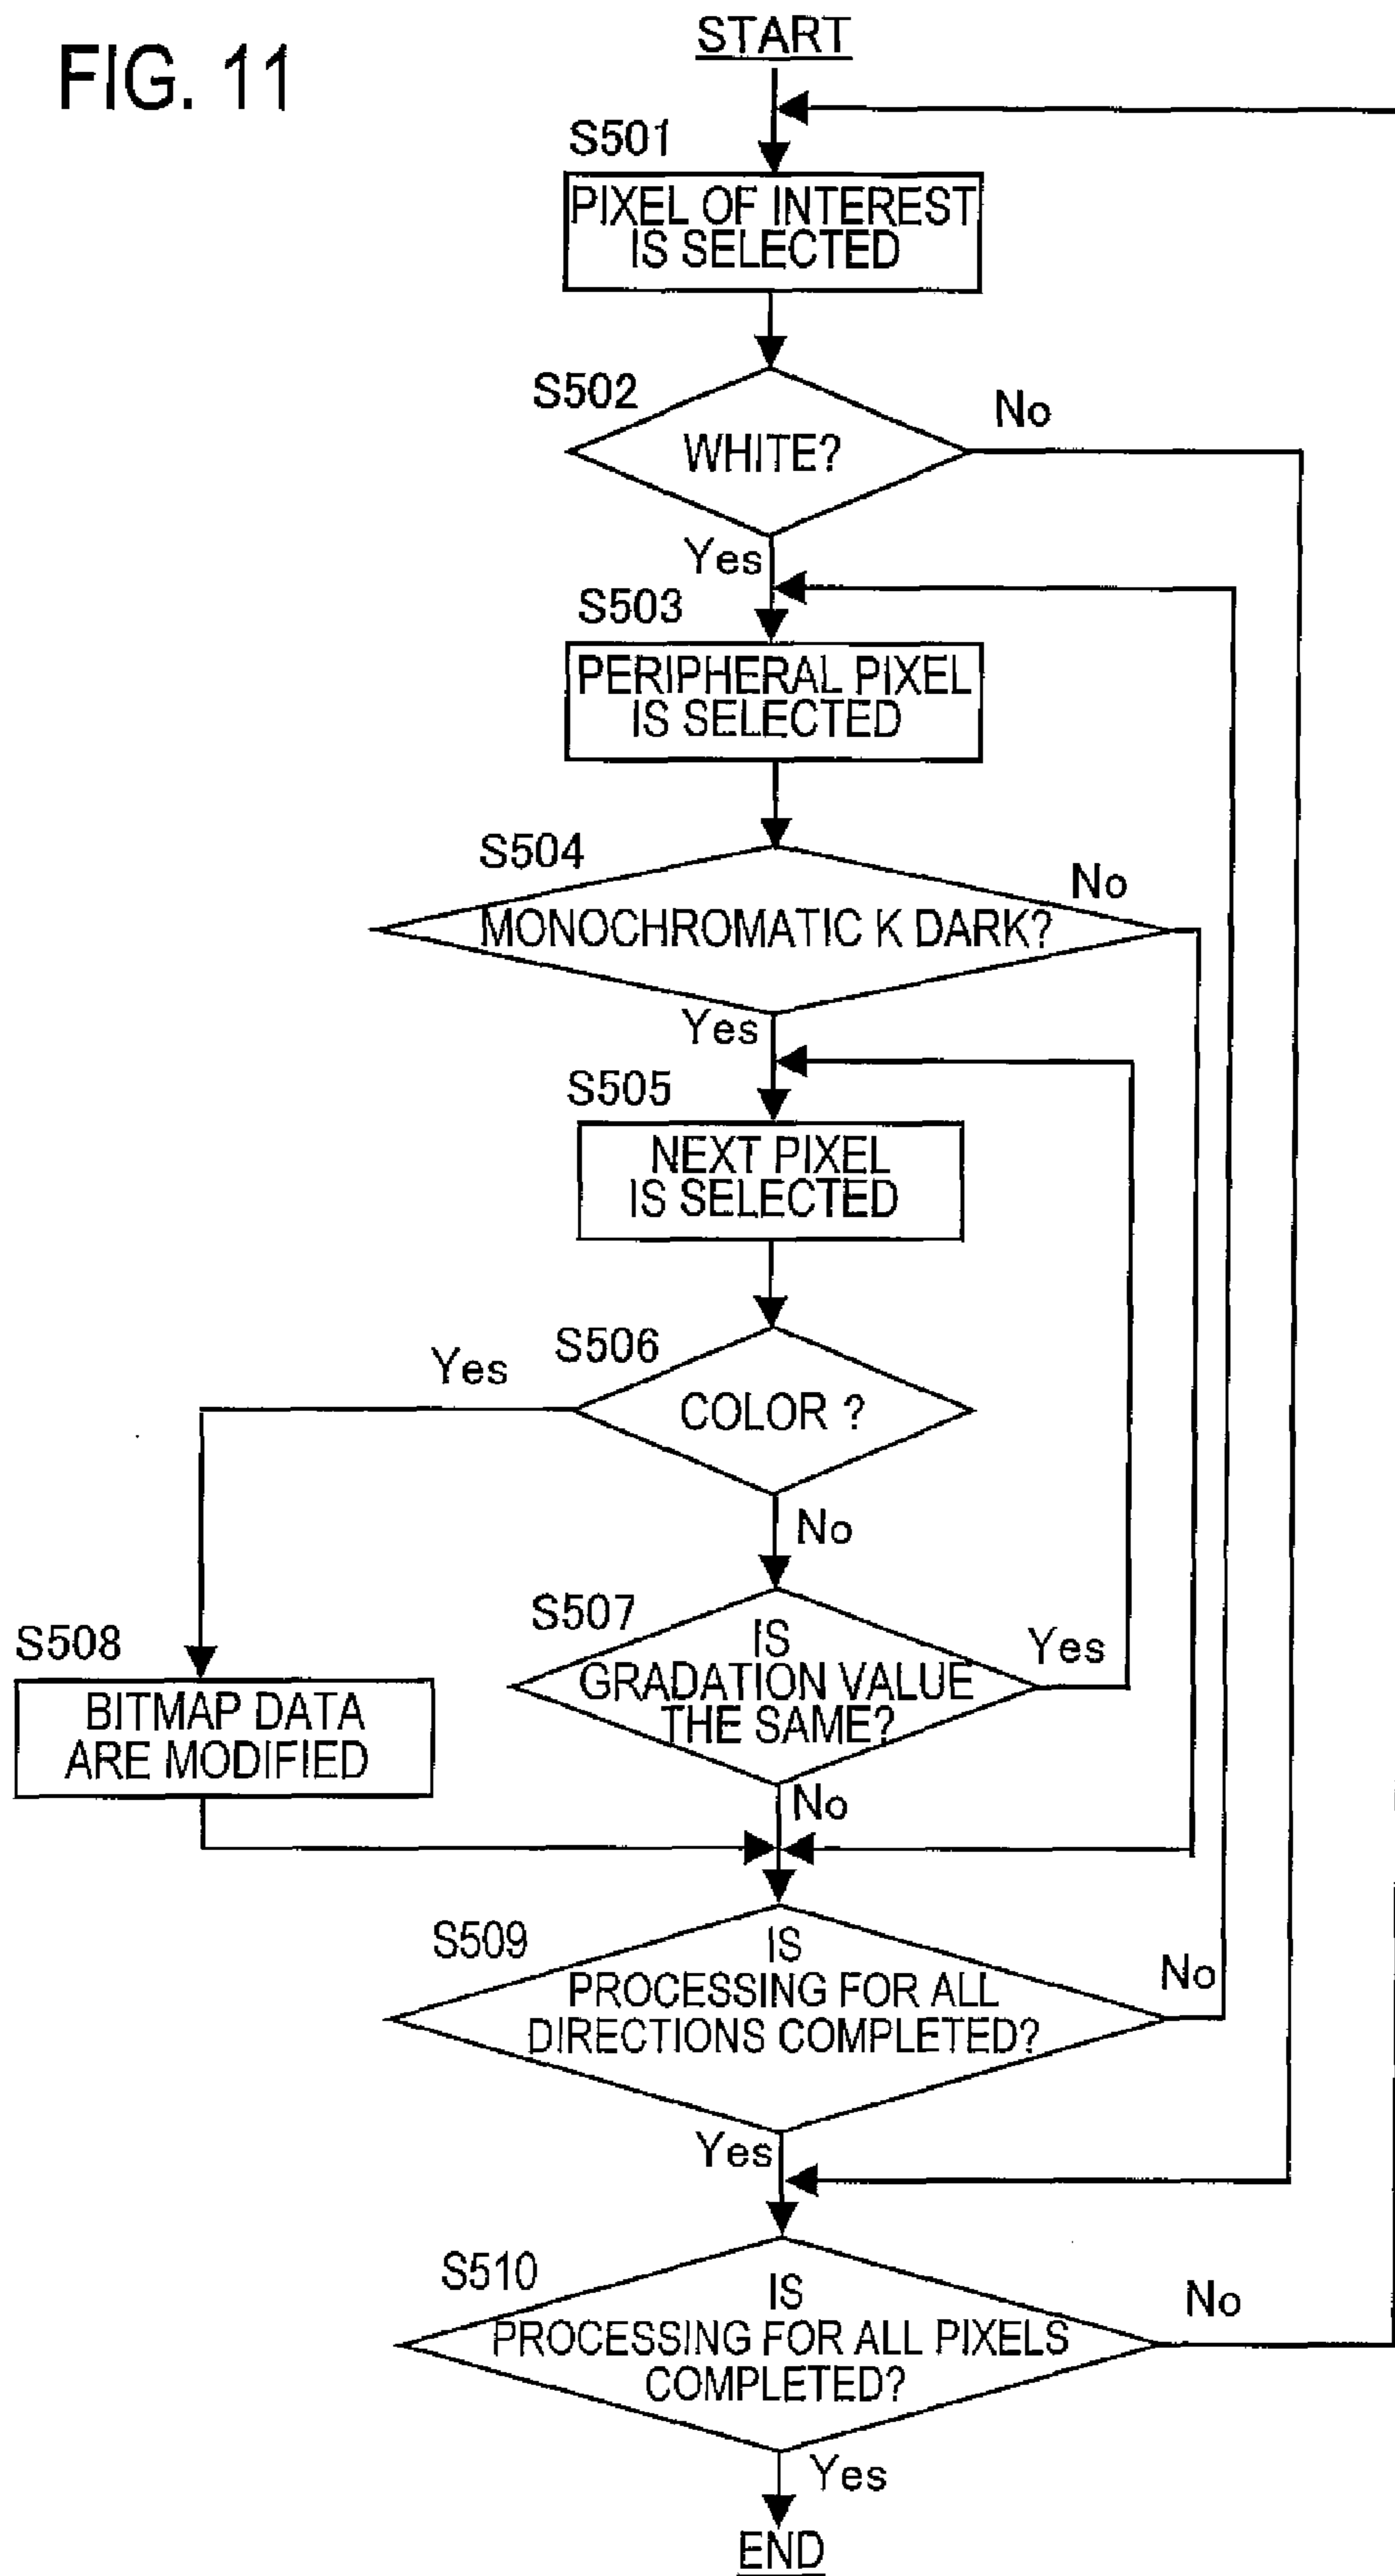 FIG. 11
START
S501
PIXEL OF INTEREST
IS SELECTED
S502
WHITE?
No
Yes
S503
PERIPHERAL PIXEL
IS SELECTED
S504
MONOCHROMATIC K DARK?
No
Yes
S505
NEXT PIXEL
IS SELECTED
S506
COLOR ?
Yes
No
S507
IS
GRADATION VALUE
THE SAME?
Yes
No
S508
BITMAP DATA
ARE MODIFIED
S509
IS
PROCESSING FOR ALL
DIRECTIONS COMPLETED?
No
Yes
S510
IS
PROCESSING FOR ALL PIXELS
COMPLETED?
No
Yes
END